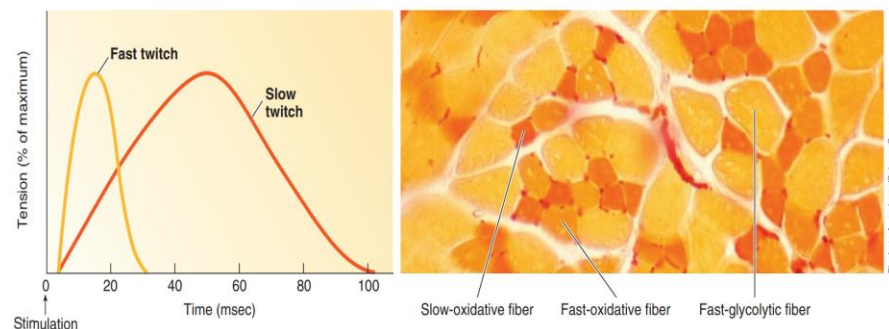 Fast twitch
Slow
twitch
Tension (% of maximum)
0
20
40
60
80
100
Time (msec)
Stimulation
Slow-oxidative fiber
Fast-oxidative fiber
Fast-glycolytic fiber